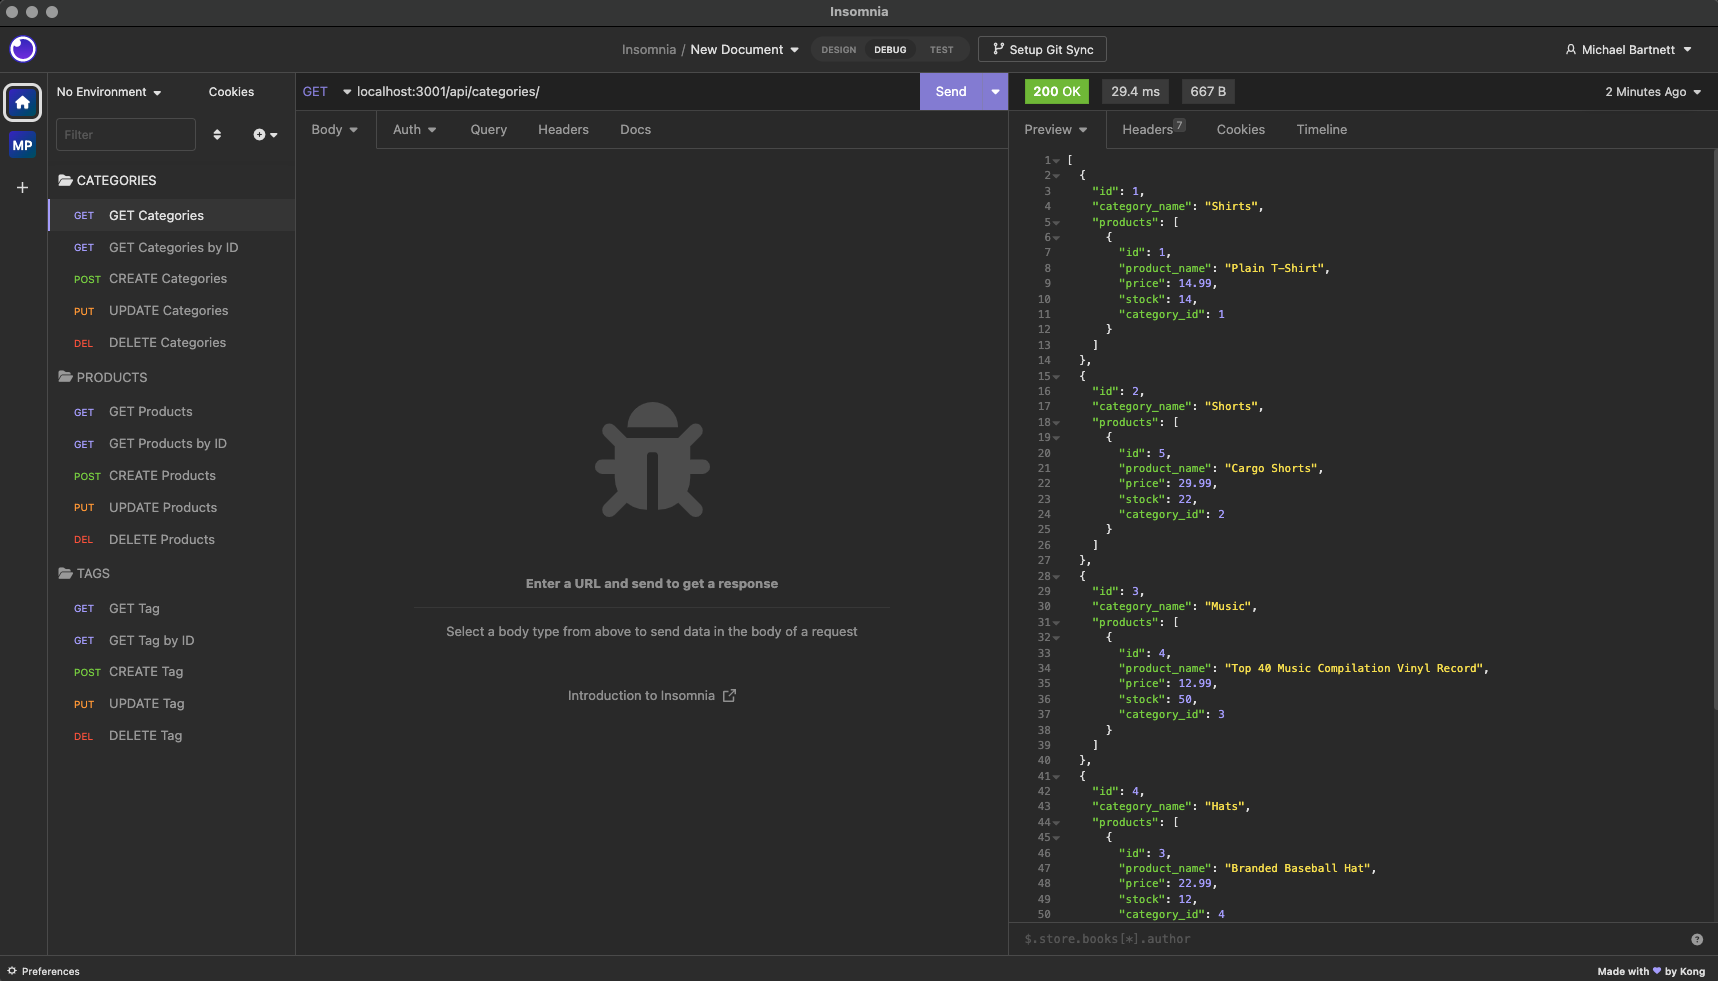 Insomnia
Insomnia / New Document
DESIGN DEBUG TEST
Setup Git Sync
Michael Bartnett
MP
No Environment
Cookies
Filter
CATEGORIES
GET GET Categories
GET GET Categories by ID
POST CREATE Categories
PUT UPDATE Categories
DEL DELETE Categories
PRODUCTS
GET GET Products
GET GET Products by ID
POST CREATE Products
PUT UPDATE Products
DEL DELETE Products
TAGS
GET GET Tag
GET GET Tag by ID
POST CREATE Tag
PUT UPDATE Tag
DEL DELETE Tag
GET localhost:3001/api/categories/ Send
Body Auth Query Headers Docs
Enter a URL and send to get a response
Select a body type from above to send data in the body of a request
Introduction to Insomnia
200 OK 29.4 ms 667 B 2 Minutes Ago
Preview Headers 7 Cookies Timeline
1 [
2 {
3 "id": 1,
4 "category_name": "Shirts",
5 "products": [
6 {
7 "id": 1,
8 "product_name": "Plain T-Shirt",
9 "price": 14.99,
10 "stock": 14,
11 "category_id": 1
12 }
13 ]
14 },
15 {
16 "id": 2,
17 "category_name": "Shorts",
18 "products": [
19 {
20 "id": 5,
21 "product_name": "Cargo Shorts",
22 "price": 29.99,
23 "stock": 22,
24 "category_id": 2
25 }
26 ]
27 },
28 {
29 "id": 3,
30 "category_name": "Music",
31 "products": [
32 {
33 "id": 4,
34 "product_name": "Top 40 Music Compilation Vinyl Record",
35 "price": 12.99,
36 "stock": 50,
37 "category_id": 3
38 }
39 ]
40 },
41 {
42 "id": 4,
43 "category_name": "Hats",
44 "products": [
45 {
46 "id": 3,
47 "product_name": "Branded Baseball Hat",
48 "price": 22.99,
49 "stock": 12,
50 "category_id": 4
$.store.books[*].author
Preferences
Made with ♥ by Kong